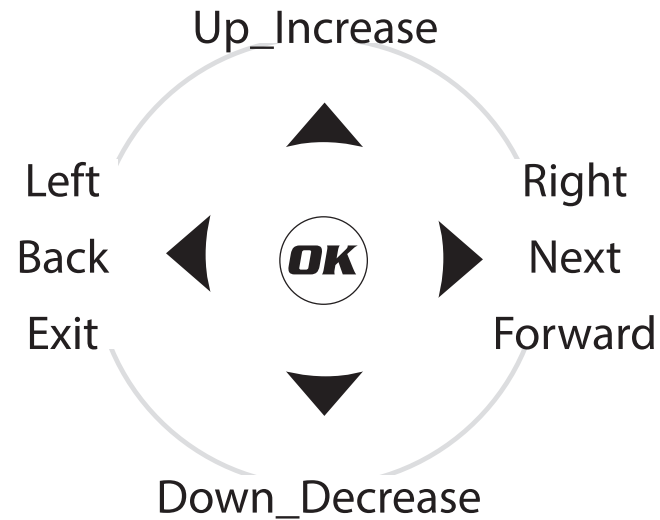 Up_Increase
Left
Right
Back
OK
Next
Exit
Forward
Down_Decrease